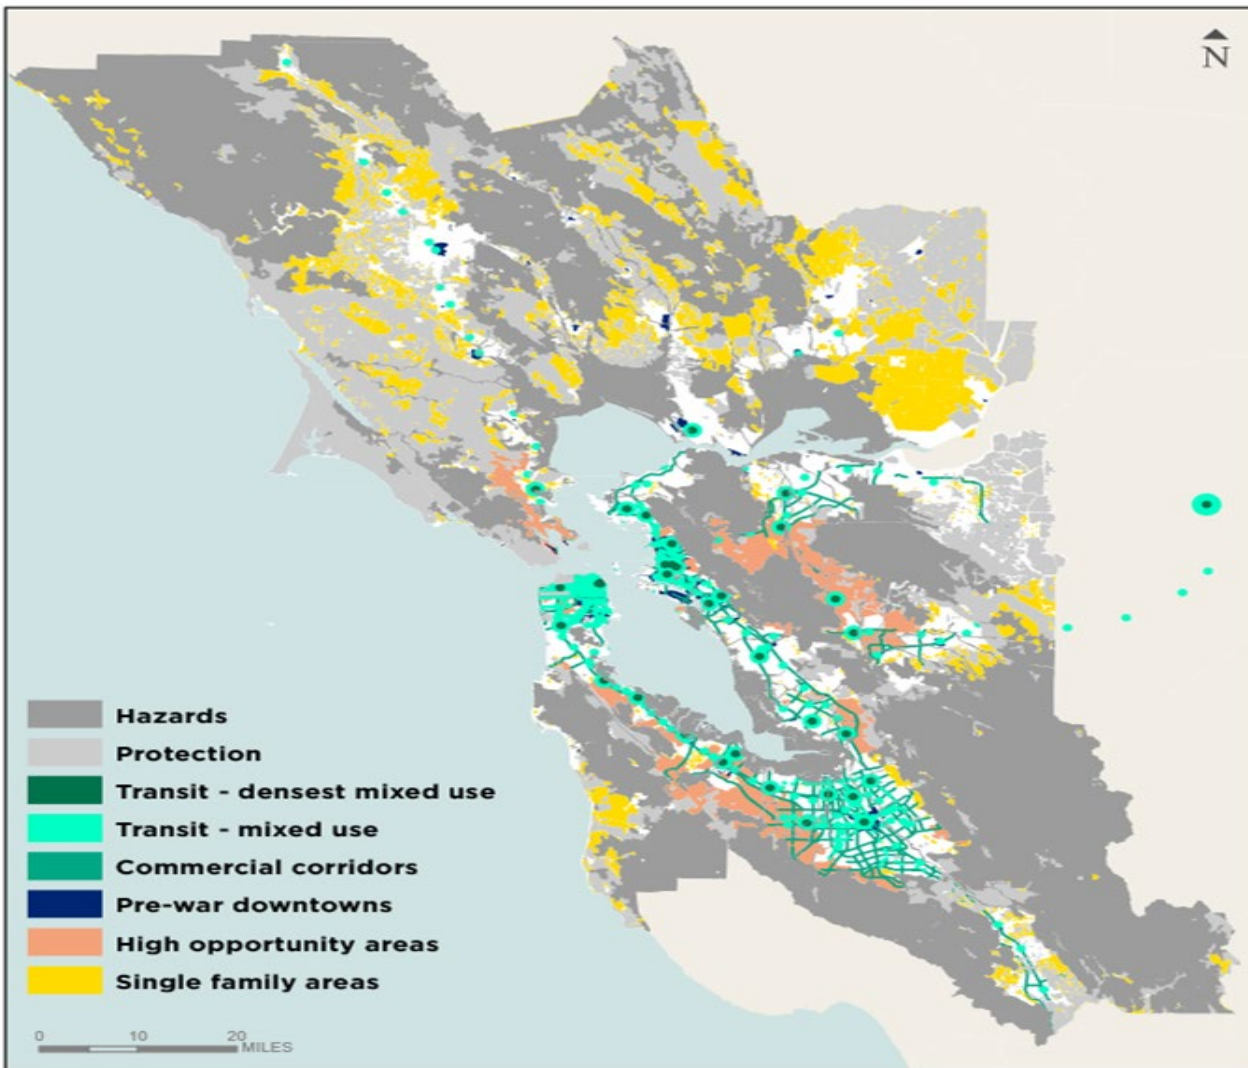 N
Hazards
Protection
Transit - densest mixed use
Transit - mixed use
Commercial corridors
Pre-war downtowns
High opportunity areas
Single family areas
0 10 20
MILES